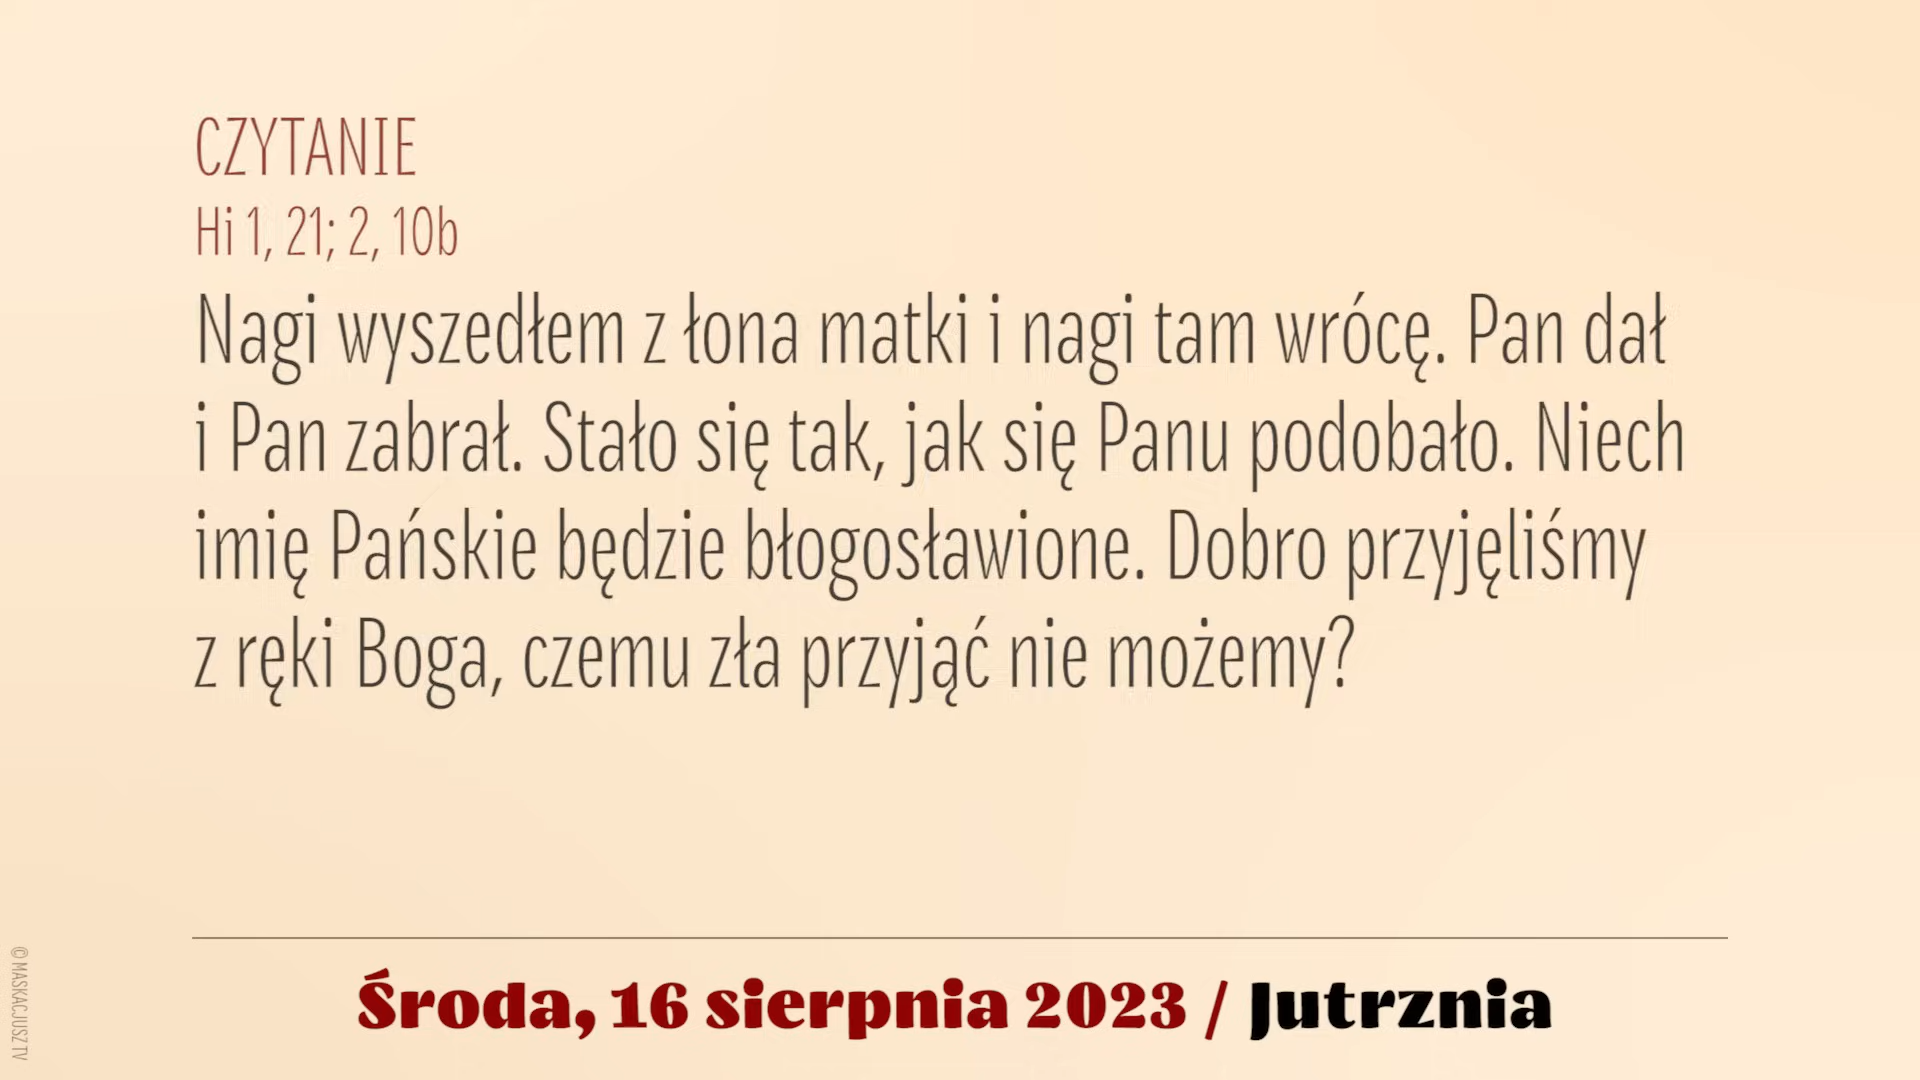 CZYTANIE
Hi 1, 21; 2, 10b
Nagi wyszedłem z łona matki i nagi tam wrócę. Pan dał
i Pan zabrał. Stało się tak, jak się Panu podobało. Niech
imię Pańskie będzie błogosławione. Dobro przyjęliśmy
z ręki Boga, czemu zła przyjąć nie możemy?
Środa, 16 sierpnia 2023 / Jutrznia
© MASKACJUSZ TV